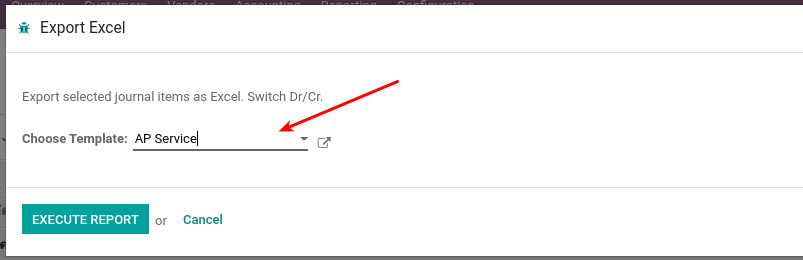 Overview Customers Vendors Accounting Reporting Configuration
Export Excel
Export selected journal items as Excel. Switch Dr/Cr.
Choose Template: AP Service
EXECUTE REPORT or Cancel